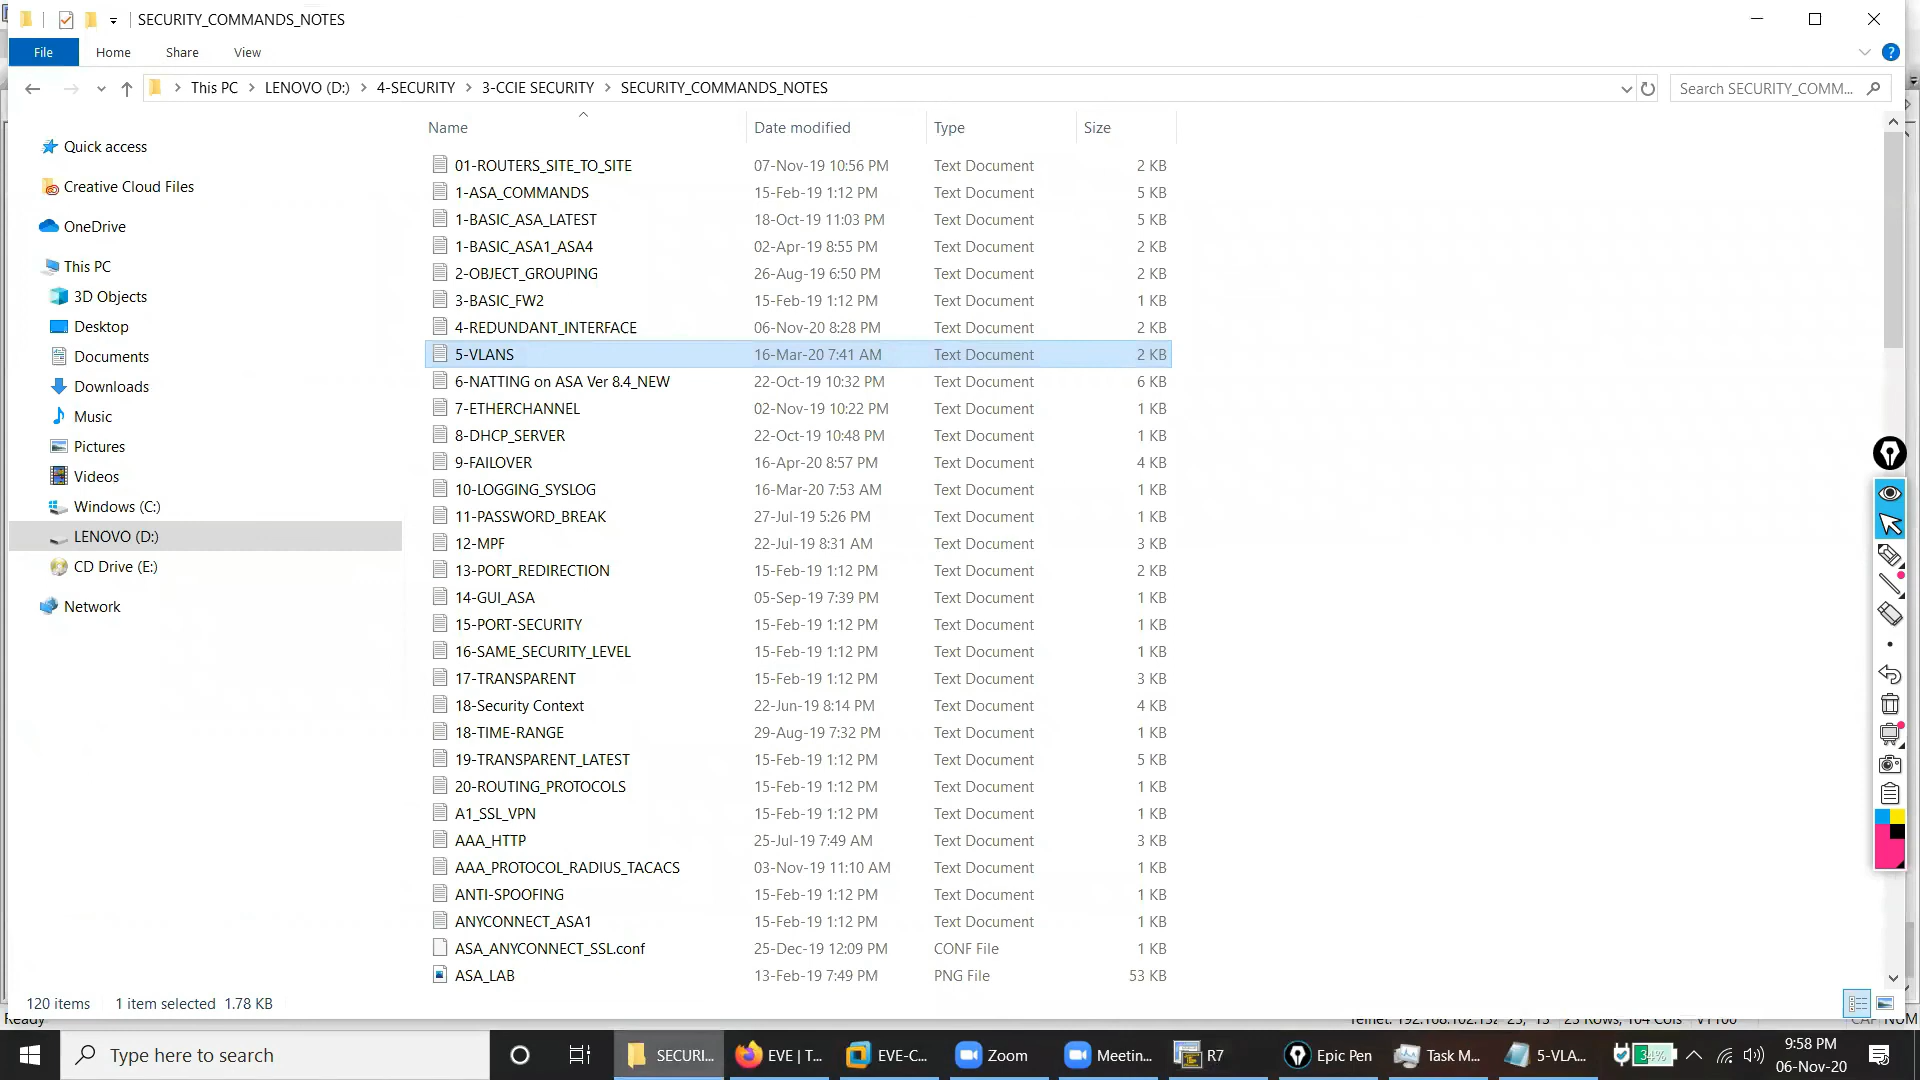 SECURITY_COMMANDS_NOTES
File Home Share View
This PC LENOVO (D:) 4-SECURITY 3-CCIE SECURITY SECURITY_COMMANDS_NOTES Search SECURITY_COMM...
Name Date modified Type Size
Quick access
Creative Cloud Files
OneDrive
This PC
3D Objects
Desktop
Documents
Downloads
Music
Pictures
Videos
Windows (C:)
LENOVO (D:)
CD Drive (E:)
Network
01-ROUTERS_SITE_TO_SITE 07-Nov-19 10:56 PM Text Document 2 KB
1-ASA_COMMANDS 15-Feb-19 1:12 PM Text Document 5 KB
1-BASIC_ASA_LATEST 18-Oct-19 11:03 PM Text Document 5 KB
1-BASIC_ASA1_ASA4 02-Apr-19 8:55 PM Text Document 2 KB
2-OBJECT_GROUPING 26-Aug-19 6:50 PM Text Document 2 KB
3-BASIC_FW2 15-Feb-19 1:12 PM Text Document 1 KB
4-REDUNDANT_INTERFACE 06-Nov-20 8:28 PM Text Document 2 KB
5-VLANS 16-Mar-20 7:41 AM Text Document 2 KB
6-NATTING on ASA Ver 8.4_NEW 22-Oct-19 10:32 PM Text Document 6 KB
7-ETHERCHANNEL 02-Nov-19 10:22 PM Text Document 1 KB
8-DHCP_SERVER 22-Oct-19 10:48 PM Text Document 1 KB
9-FAILOVER 16-Apr-20 8:57 PM Text Document 4 KB
10-LOGGING_SYSLOG 16-Mar-20 7:53 AM Text Document 1 KB
11-PASSWORD_BREAK 27-Jul-19 5:26 PM Text Document 1 KB
12-MPF 22-Jul-19 8:31 AM Text Document 3 KB
13-PORT_REDIRECTION 15-Feb-19 1:12 PM Text Document 2 KB
14-GUI_ASA 05-Sep-19 7:39 PM Text Document 1 KB
15-PORT-SECURITY 15-Feb-19 1:12 PM Text Document 1 KB
16-SAME_SECURITY_LEVEL 15-Feb-19 1:12 PM Text Document 1 KB
17-TRANSPARENT 15-Feb-19 1:12 PM Text Document 3 KB
18-Security Context 22-Jun-19 8:14 PM Text Document 4 KB
18-TIME-RANGE 29-Aug-19 7:32 PM Text Document 1 KB
19-TRANSPARENT_LATEST 15-Feb-19 1:12 PM Text Document 5 KB
20-ROUTING_PROTOCOLS 15-Feb-19 1:12 PM Text Document 1 KB
A1_SSL_VPN 15-Feb-19 1:12 PM Text Document 1 KB
AAA_HTTP 25-Jul-19 7:49 AM Text Document 3 KB
AAA_PROTOCOL_RADIUS_TACACS 03-Nov-19 11:10 AM Text Document 1 KB
ANTI-SPOOFING 15-Feb-19 1:12 PM Text Document 1 KB
ANYCONNECT_ASA1 15-Feb-19 1:12 PM Text Document 1 KB
ASA_ANYCONNECT_SSL.conf 25-Dec-19 12:09 PM CONF File 1 KB
ASA_LAB 13-Feb-19 7:49 PM PNG File 53 KB
120 items 1 item selected 1.78 KB
Ready NUM
Type here to search SECURI... EVE | T... EVE-C... Zoom Meetin... R7 Epic Pen Task M... 5-VLA... 34% 9:58 PM
06-Nov-20